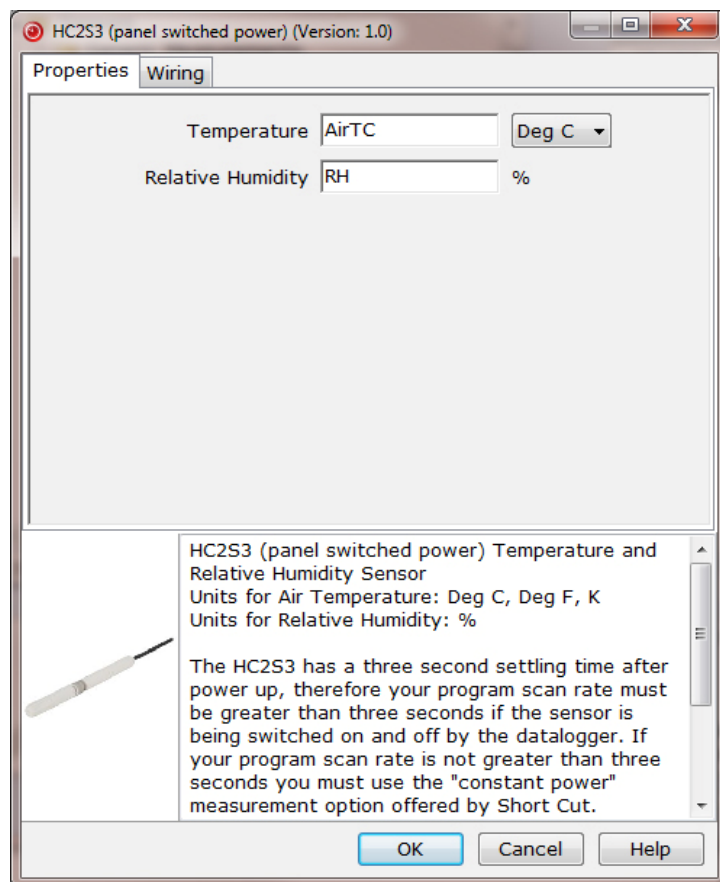 HC2S3 (panel switched power) (Version: 1.0)
Properties Wiring
Temperature AirTC Deg C
Relative Humidity RH %
HC2S3 (panel switched power) Temperature and
Relative Humidity Sensor
Units for Air Temperature: Deg C, Deg F, K
Units for Relative Humidity: %
The HC2S3 has a three second settling time after
power up, therefore your program scan rate must
be greater than three seconds if the sensor is
being switched on and off by the datalogger. If
your program scan rate is not greater than three
seconds you must use the "constant power"
measurement option offered by Short Cut.
OK Cancel Help